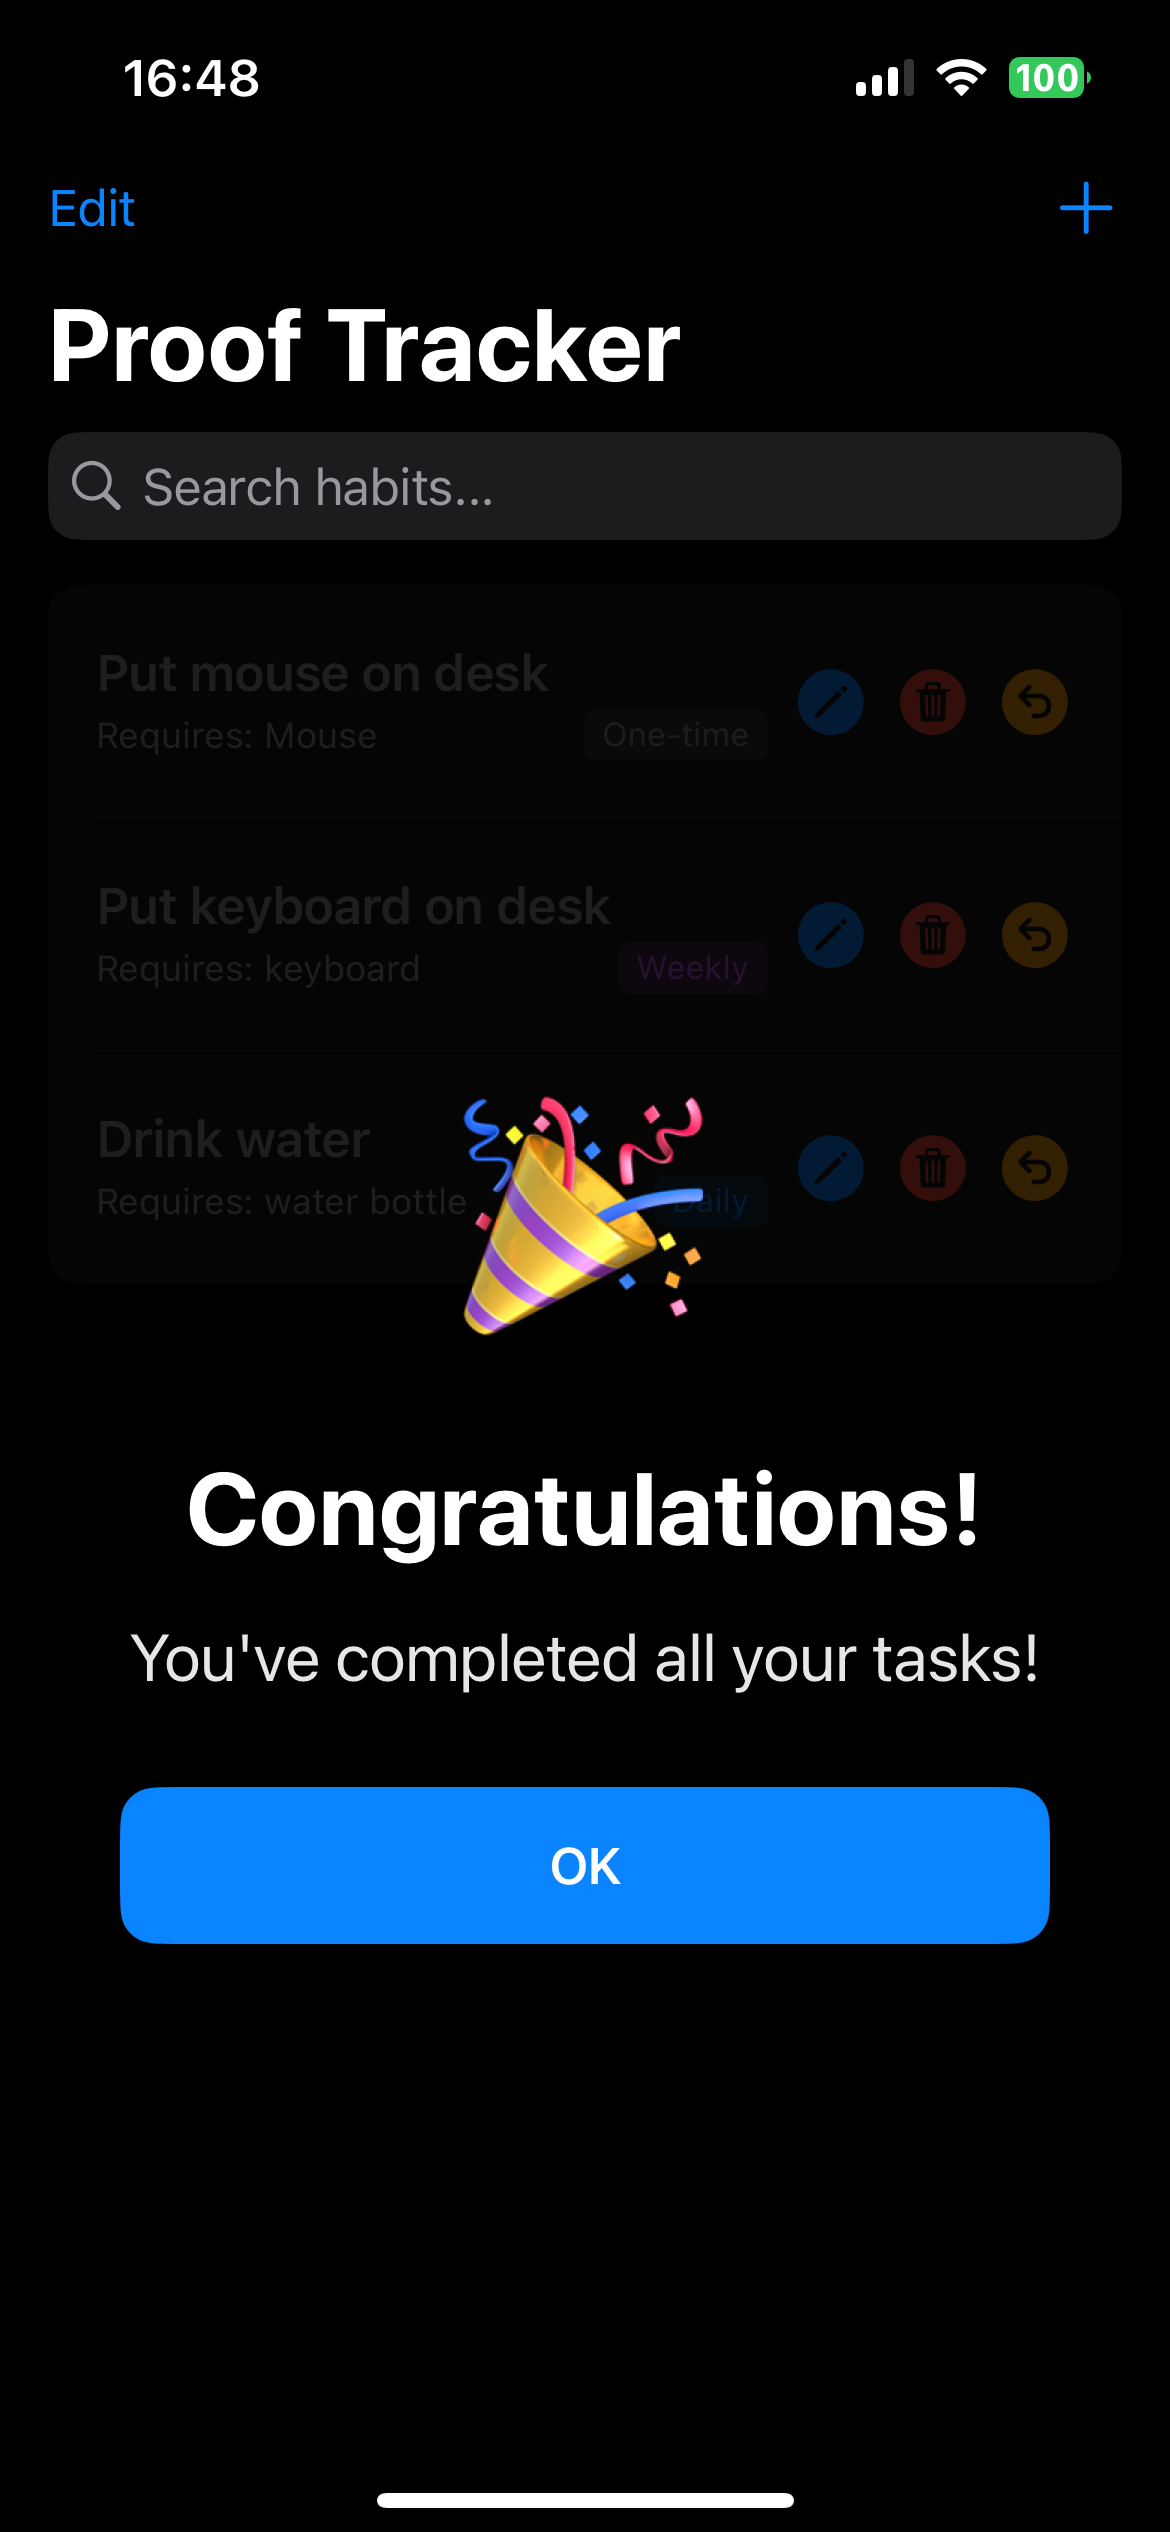 16:48
100
Edit
Proof Tracker
Search habits...
Put mouse on desk
Requires: Mouse
One-time
Put keyboard on desk
Requires: keyboard
Weekly
Drink water
Requires: water bottle
Daily
Congratulations!
You've completed all your tasks!
OK